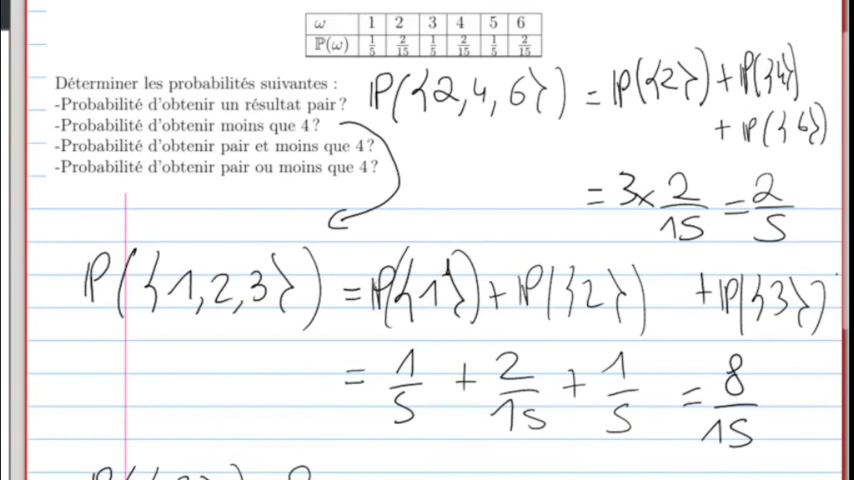 ω 1 2 3 4 5 6
ℙ(ω) 1/5 2/15 1/5 2/15 1/5 2/15
Déterminer les probabilités suivantes :
-Probabilité d'obtenir un résultat pair ?
-Probabilité d'obtenir moins que 4 ?
-Probabilité d'obtenir pair et moins que 4 ?
-Probabilité d'obtenir pair ou moins que 4 ?
ℙ({2,4,6}) = ℙ({2}) + ℙ({4})
+ ℙ({6})
= 3 x 2/15 = 2/5
ℙ({1,2,3}) = ℙ({1}) + ℙ({2}) + ℙ({3})
= 1/5 + 2/15 + 1/5 = 8/15